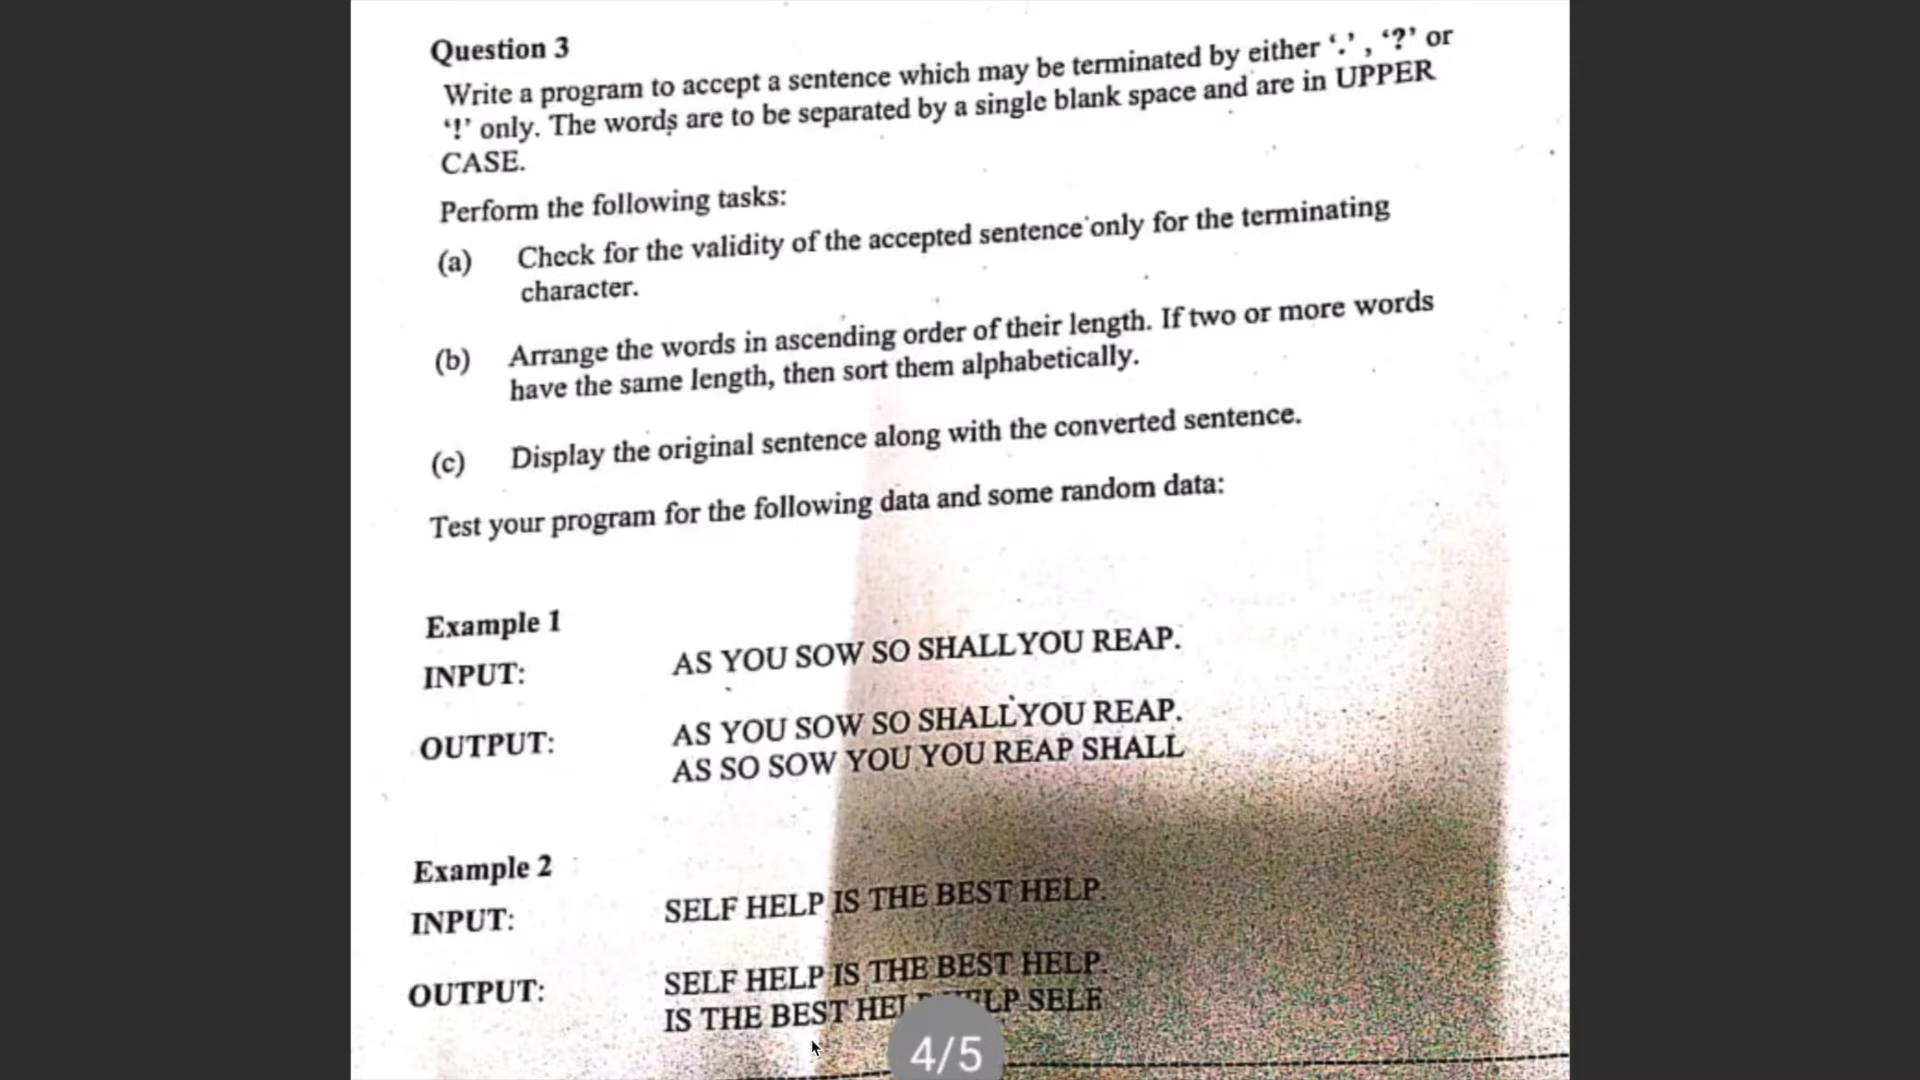 Question 3
Write a program to accept a sentence which may be terminated by either ‘.’ , ‘?’ or
‘!’ only. The words are to be separated by a single blank space and are in UPPER
CASE.
Perform the following tasks:
(a) Check for the validity of the accepted sentence only for the terminating
character.
(b) Arrange the words in ascending order of their length. If two or more words
have the same length, then sort them alphabetically.
(c) Display the original sentence along with the converted sentence.
Test your program for the following data and some random data:
Example 1
INPUT: AS YOU SOW SO SHALL YOU REAP.
OUTPUT: AS YOU SOW SO SHALL YOU REAP.
AS SO SOW YOU YOU REAP SHALL
Example 2
INPUT: SELF HELP IS THE BEST HELP.
OUTPUT: SELF HELP IS THE BEST HELP.
IS THE BEST SELF
4/5